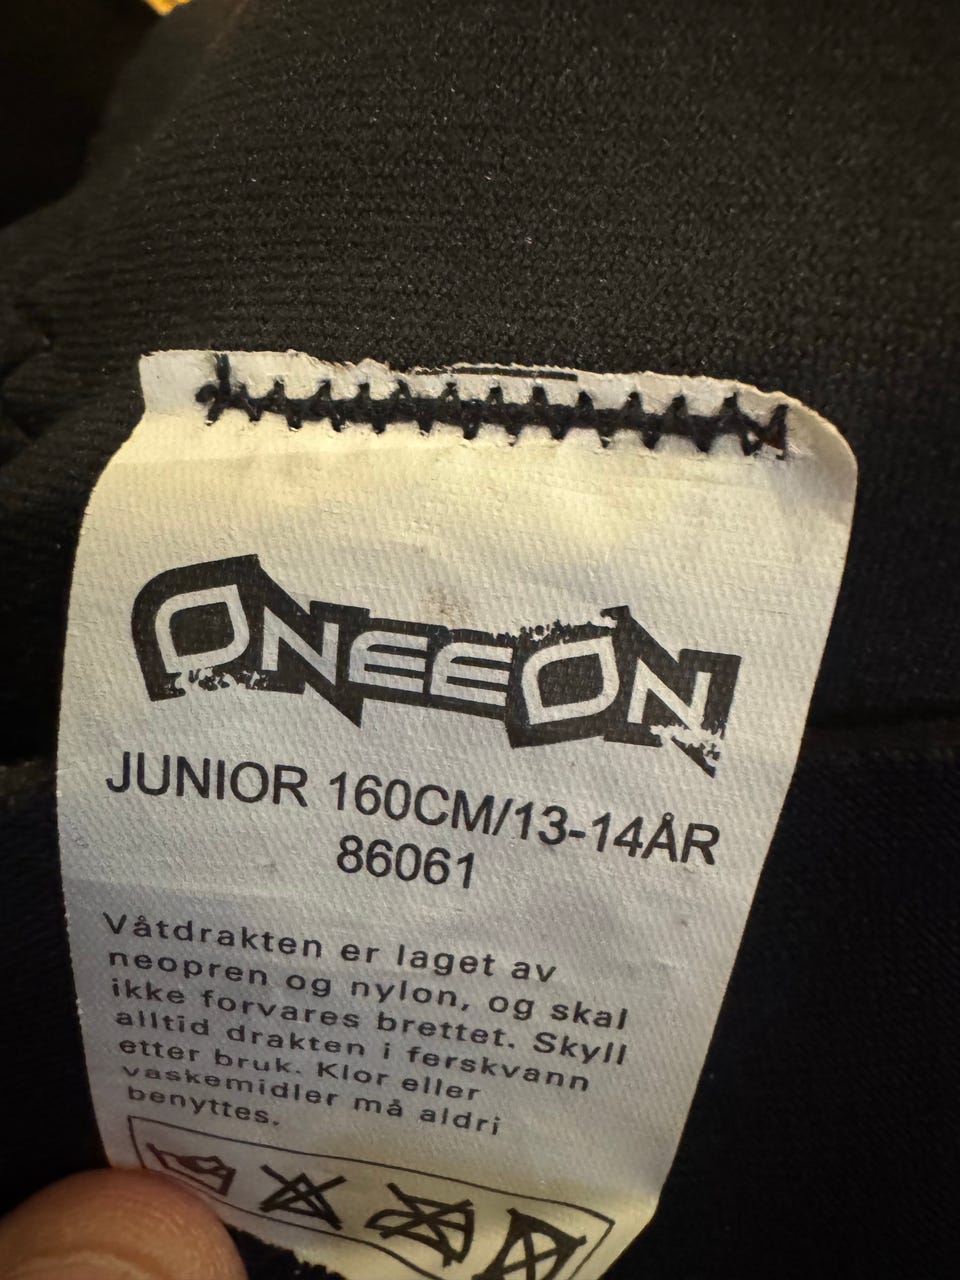 ONEEON
JUNIOR 160CM/13-14ÅR
86061
Våtdrakten er laget av
neopren og nylon, og skal
ikke forvares brettet. Skyll
alltid drakten i ferskvann
etter bruk. Klor eller
vaskemidler må aldri
benyttes.